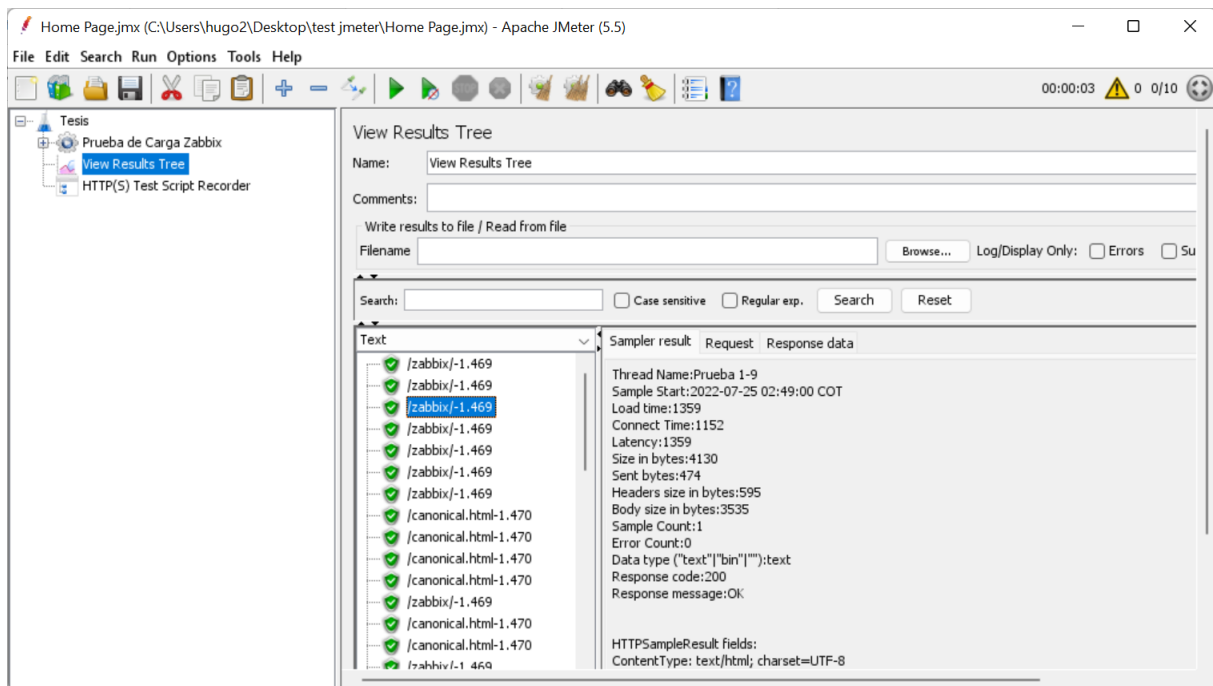 Home Page.jmx (C:\Users\hugo2\Desktop\test jmeter\Home Page.jmx) - Apache JMeter (5.5)
File Edit Search Run Options Tools Help
STOP
00:00:03 0 0/10
Tesis
Prueba de Carga Zabbix
View Results Tree
HTTP(S) Test Script Recorder
View Results Tree
Name: View Results Tree
Comments:
Write results to file / Read from file
Filename Browse... Log/Display Only: Errors Su
Search: Case sensitive Regular exp. Search Reset
Text
/zabbix/-1.469
/zabbix/-1.469
/zabbix/-1.469
/zabbix/-1.469
/zabbix/-1.469
/zabbix/-1.469
/zabbix/-1.469
/canonical.html-1.470
/canonical.html-1.470
/canonical.html-1.470
/canonical.html-1.470
/zabbix/-1.469
/canonical.html-1.470
/canonical.html-1.470
/zabbix/-1.469
Sampler result Request Response data
Thread Name:Prueba 1-9
Sample Start:2022-07-25 02:49:00 COT
Load time:1359
Connect Time:1152
Latency:1359
Size in bytes:4130
Sent bytes:474
Headers size in bytes:595
Body size in bytes:3535
Sample Count:1
Error Count:0
Data type ("text"|"bin"|""):text
Response code:200
Response message:OK
HTTPSampleResult fields:
ContentType: text/html; charset=UTF-8